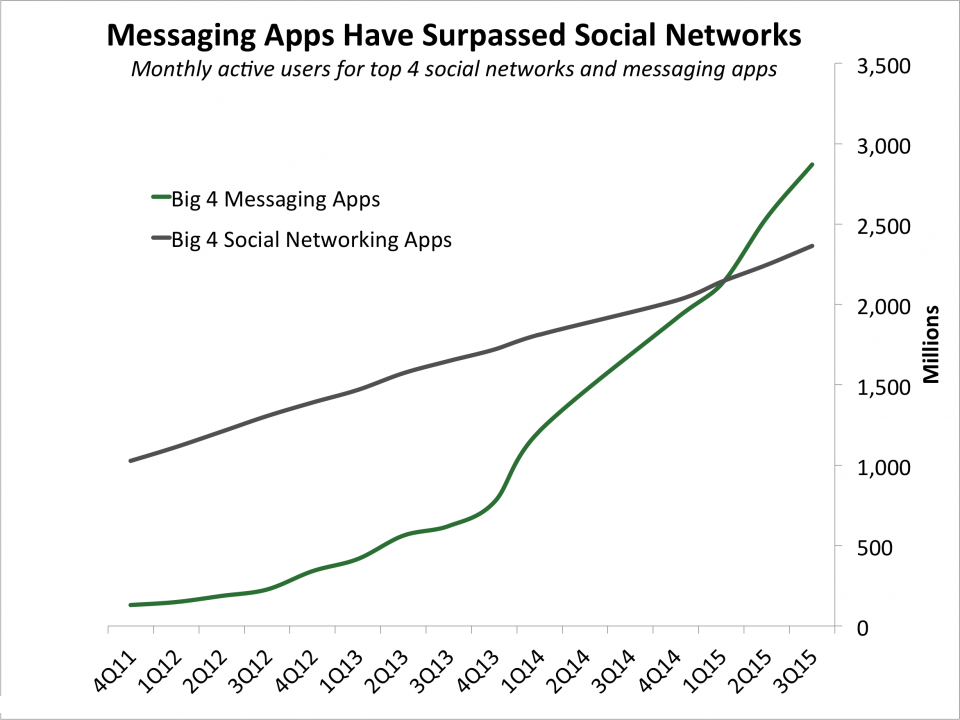 Messaging Apps Have Surpassed Social Networks
Monthly active users for top 4 social networks and messaging apps
Big 4 Messaging Apps
Big 4 Social Networking Apps
3,500
3,000
2,500
2,000
1,500
1,000
500
0
Millions
4Q11
1Q12
2Q12
3Q12
4Q12
1Q13
2Q13
3Q13
4Q13
1Q14
2Q14
3Q14
4Q14
1Q15
2Q15
3Q15